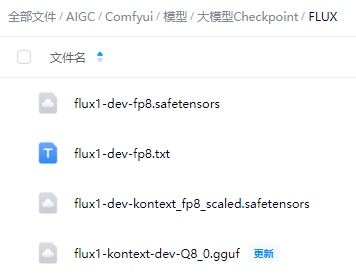 全部文件 / AIGC / Comfyui / 模型 / 大模型Checkpoint / FLUX
文件名
flux1-dev-fp8.safetensors
T flux1-dev-fp8.txt
flux1-dev-kontext_fp8_scaled.safetensors
flux1-kontext-dev-Q8_0.gguf 更新